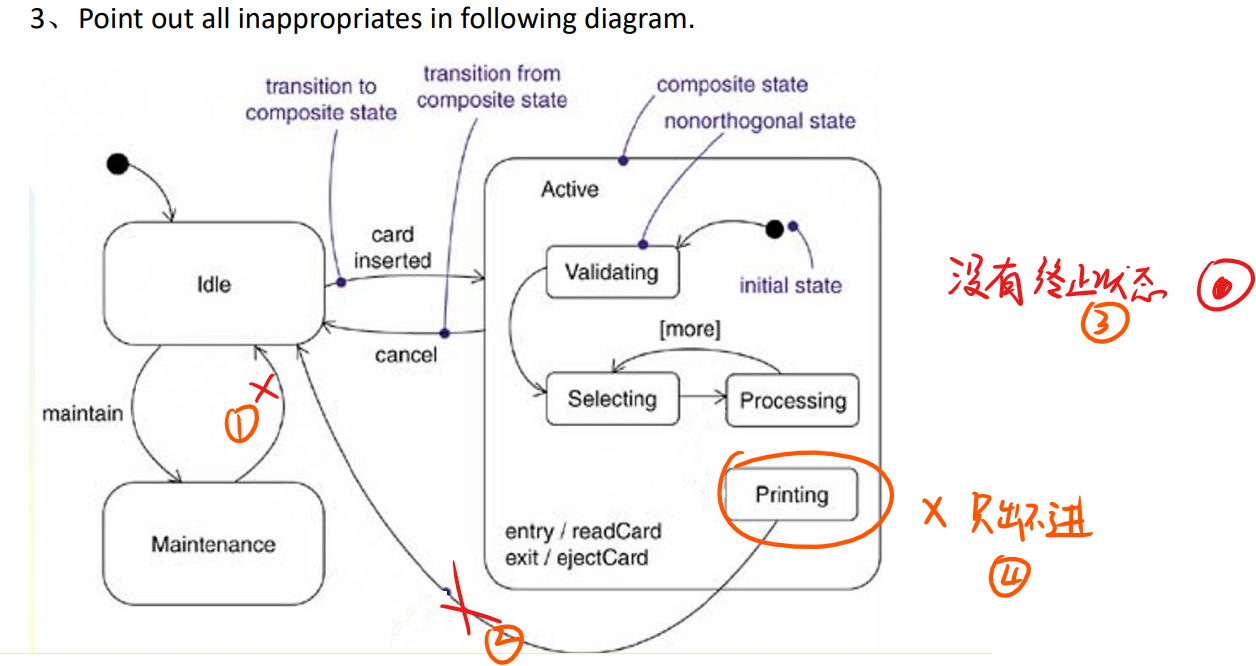 3、Point out all inappropriates in following diagram.
transition to
composite state
transition from
composite state
composite state
nonorthogonal state
Active
card
inserted
Idle
Validating
initial state
没有终止状态
③
[more]
cancel
maintain
①
Selecting
Processing
Printing
X 只出不进
④
entry / readCard
exit / ejectCard
Maintenance
②